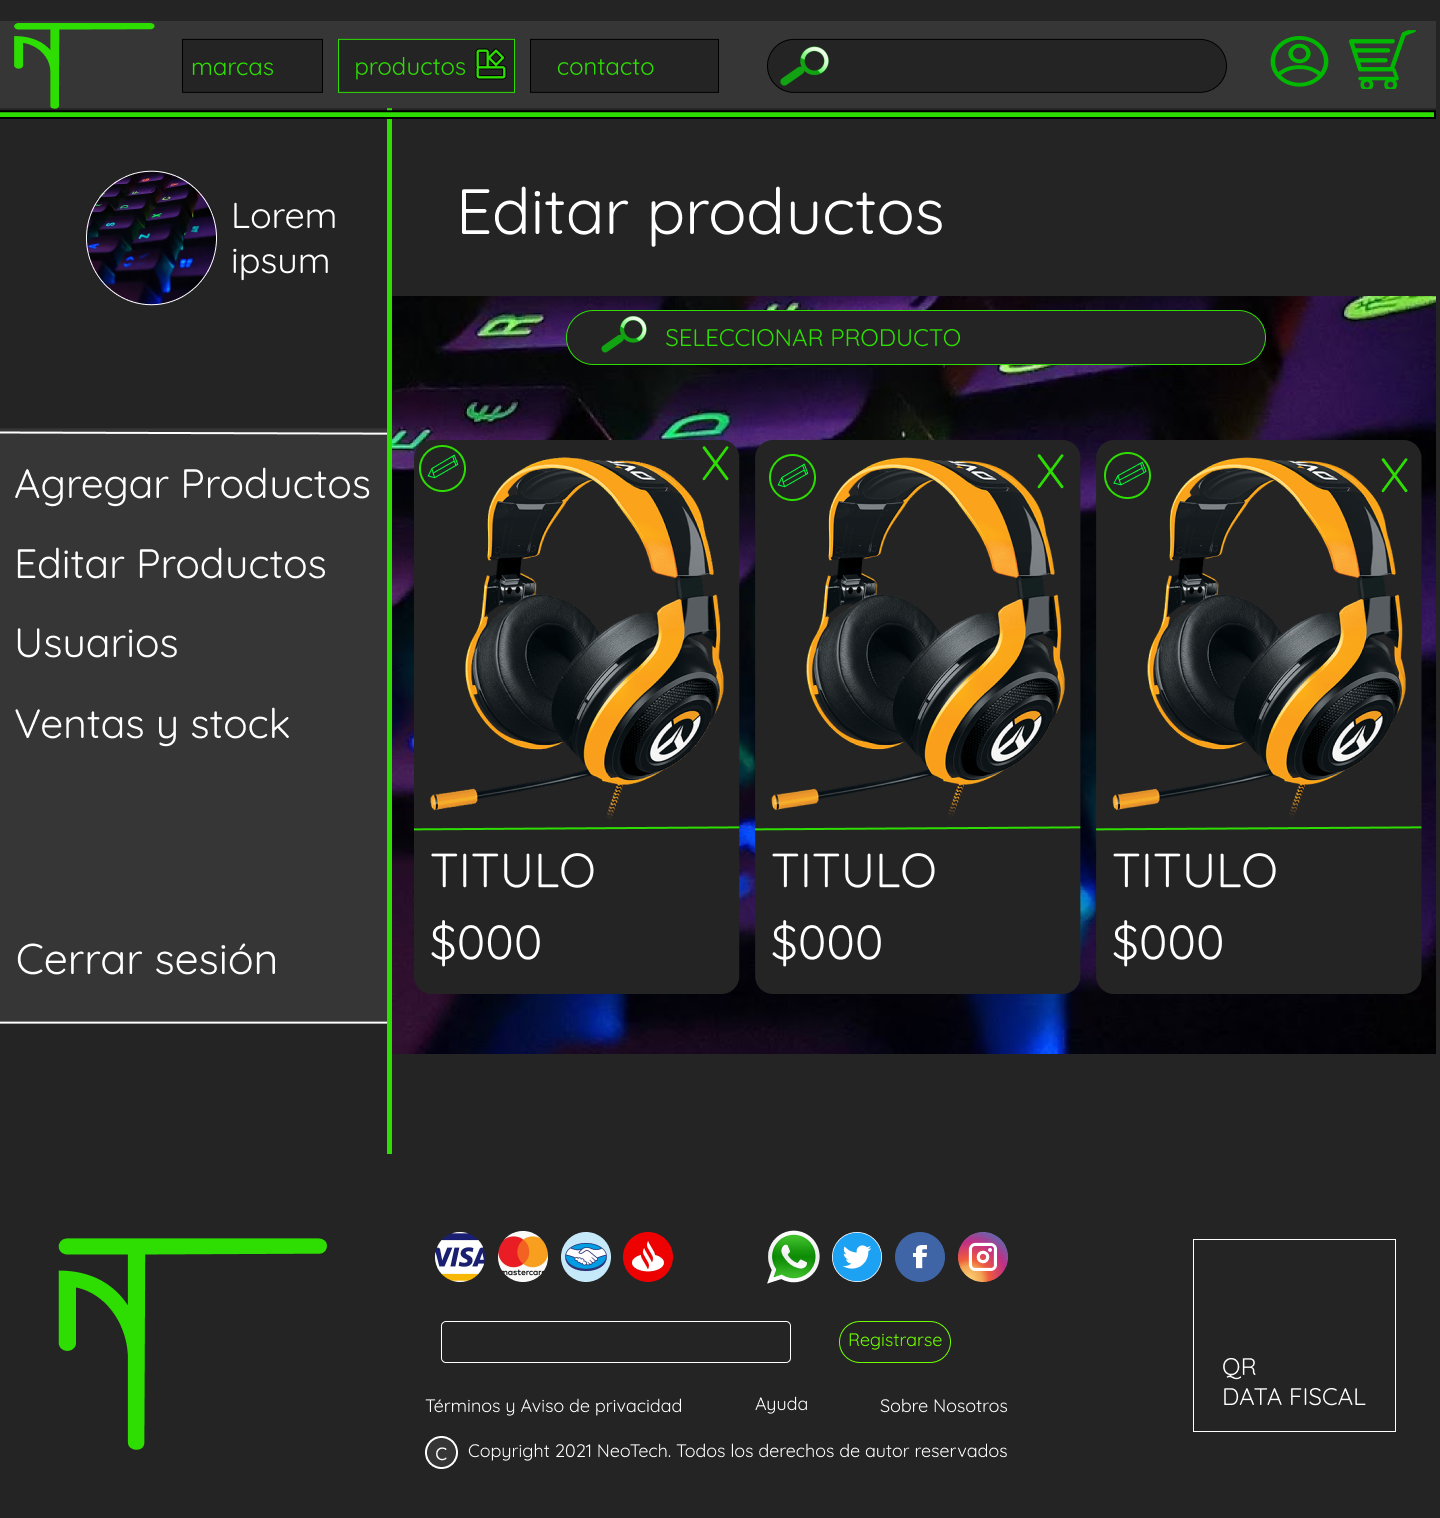 marcas
productos
contacto
Lorem
ipsum
Editar productos
SELECCIONAR PRODUCTO
Agregar Productos
Editar Productos
Usuarios
Ventas y stock
Cerrar sesión
X
X
X
TITULO
$000
TITULO
$000
TITULO
$000
VISA
mastercard
QR
DATA FISCAL
Registrarse
Términos y Aviso de privacidad
Ayuda
Sobre Nosotros
C Copyright 2021 NeoTech. Todos los derechos de autor reservados